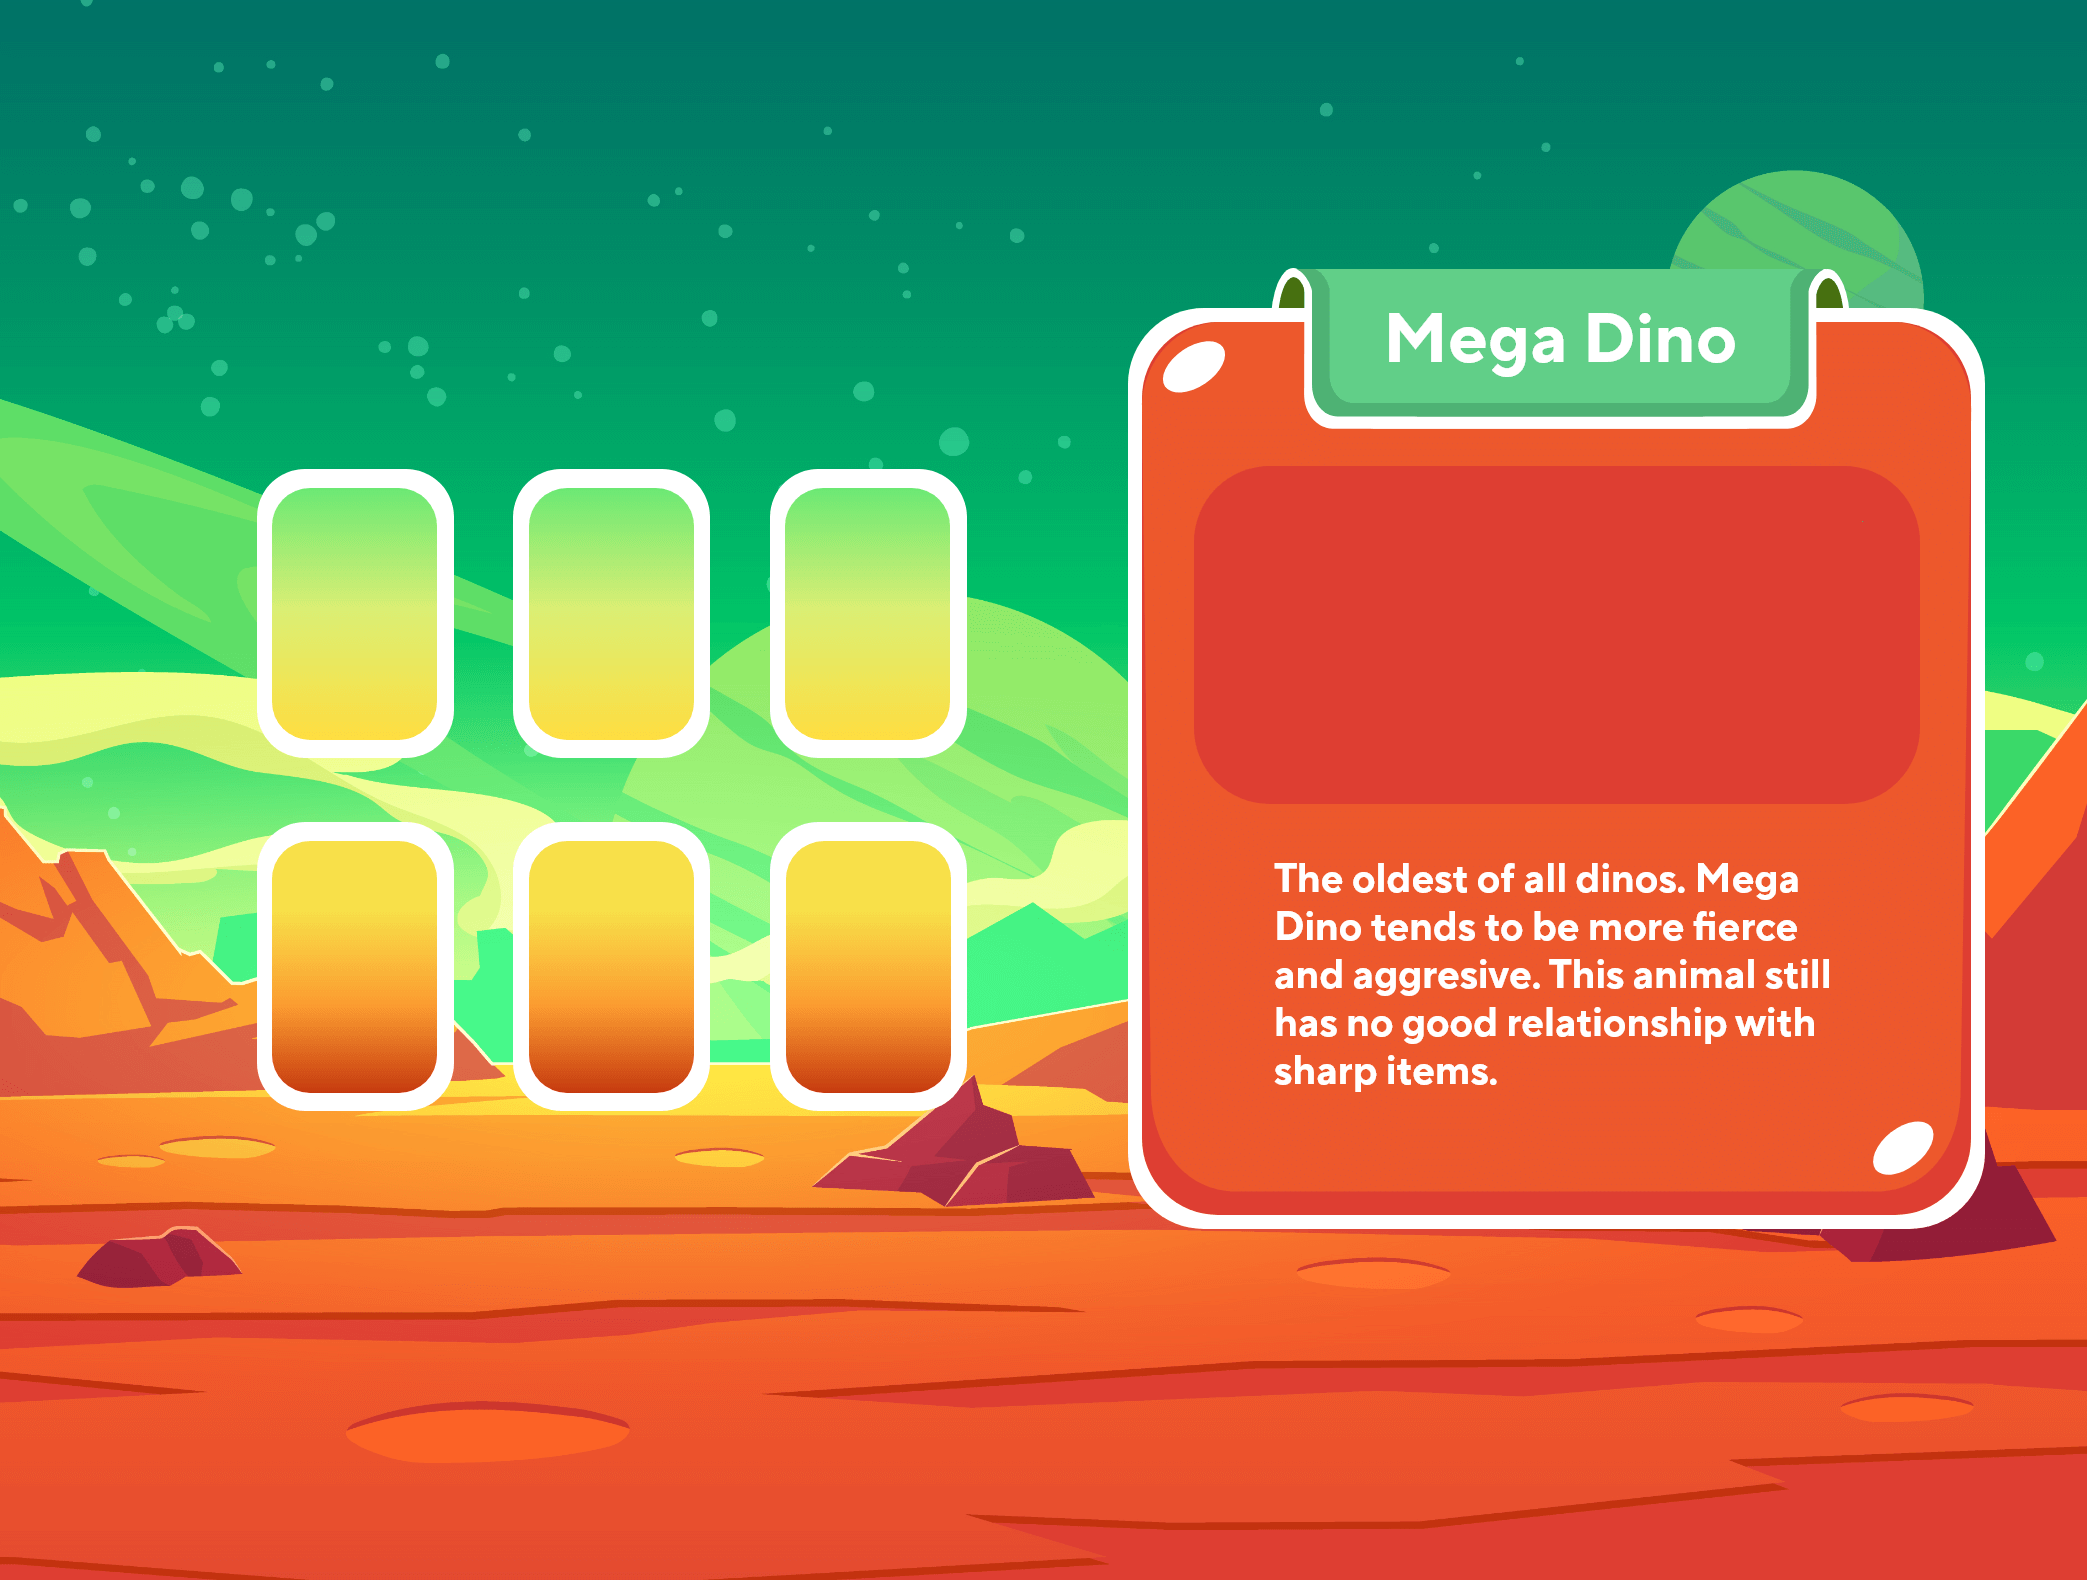 Mega Dino
The oldest of all dinos. Mega
Dino tends to be more fierce
and aggresive. This animal still
has no good relationship with
sharp items.